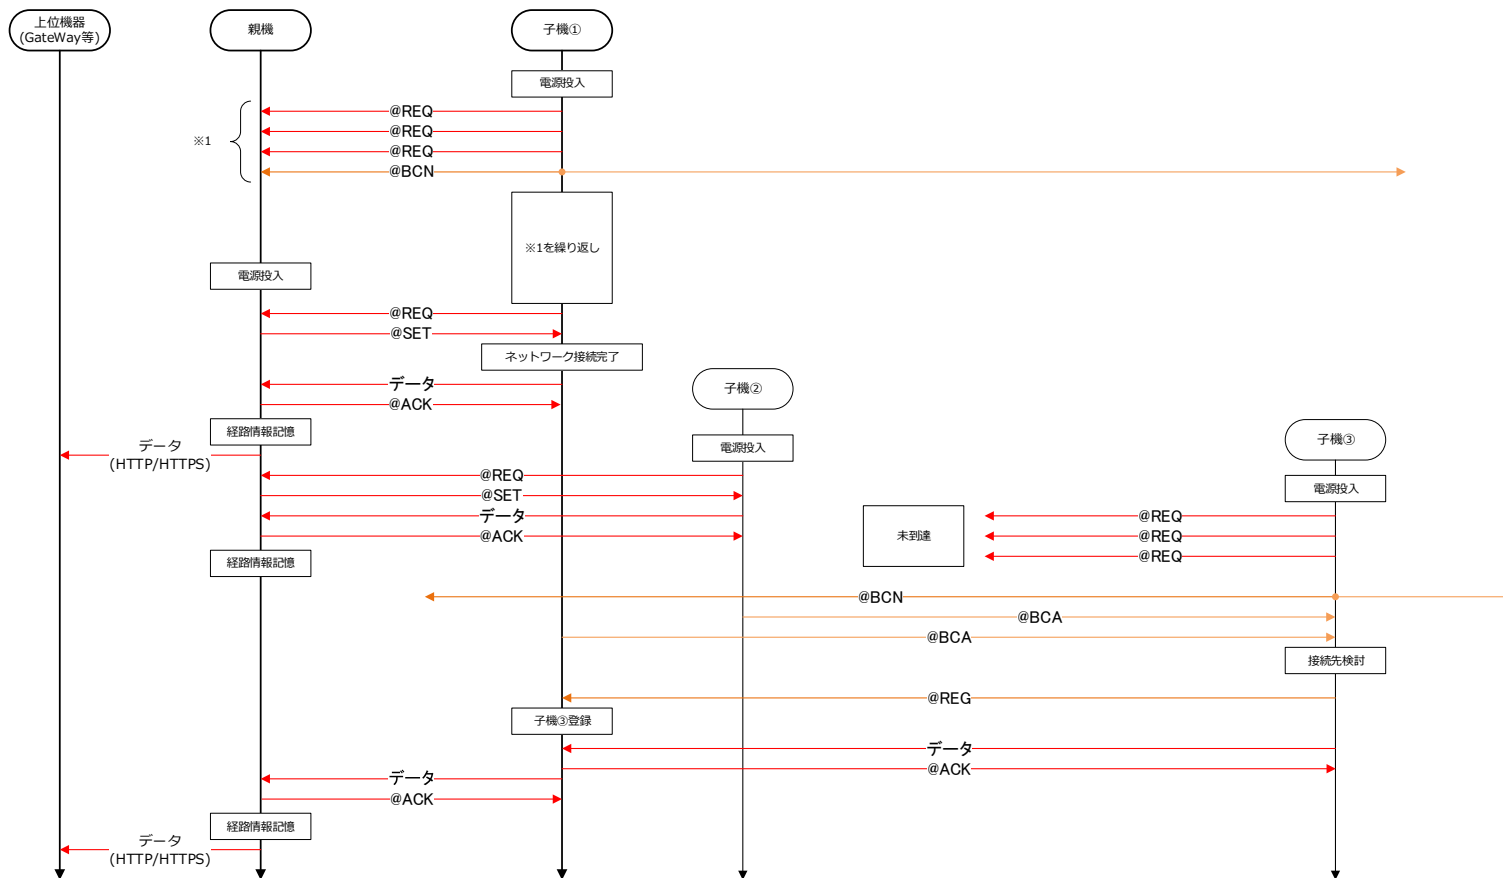 上位機器
(GateWay等)
親機
子機①
電源投入
@REQ
@REQ
@REQ
※1
@BCN
※1を繰り返し
電源投入
@REQ
@SET
ネットワーク接続完了
データ
@ACK
子機②
経路情報記憶
電源投入
子機③
データ
(HTTP/HTTPS)
@REQ
@SET
電源投入
データ
@REQ
@ACK
未到達
@REQ
@REQ
経路情報記憶
@BCN
@BCA
@BCA
接続先検討
@REG
子機③登録
データ
@ACK
データ
@ACK
経路情報記憶
データ
(HTTP/HTTPS)